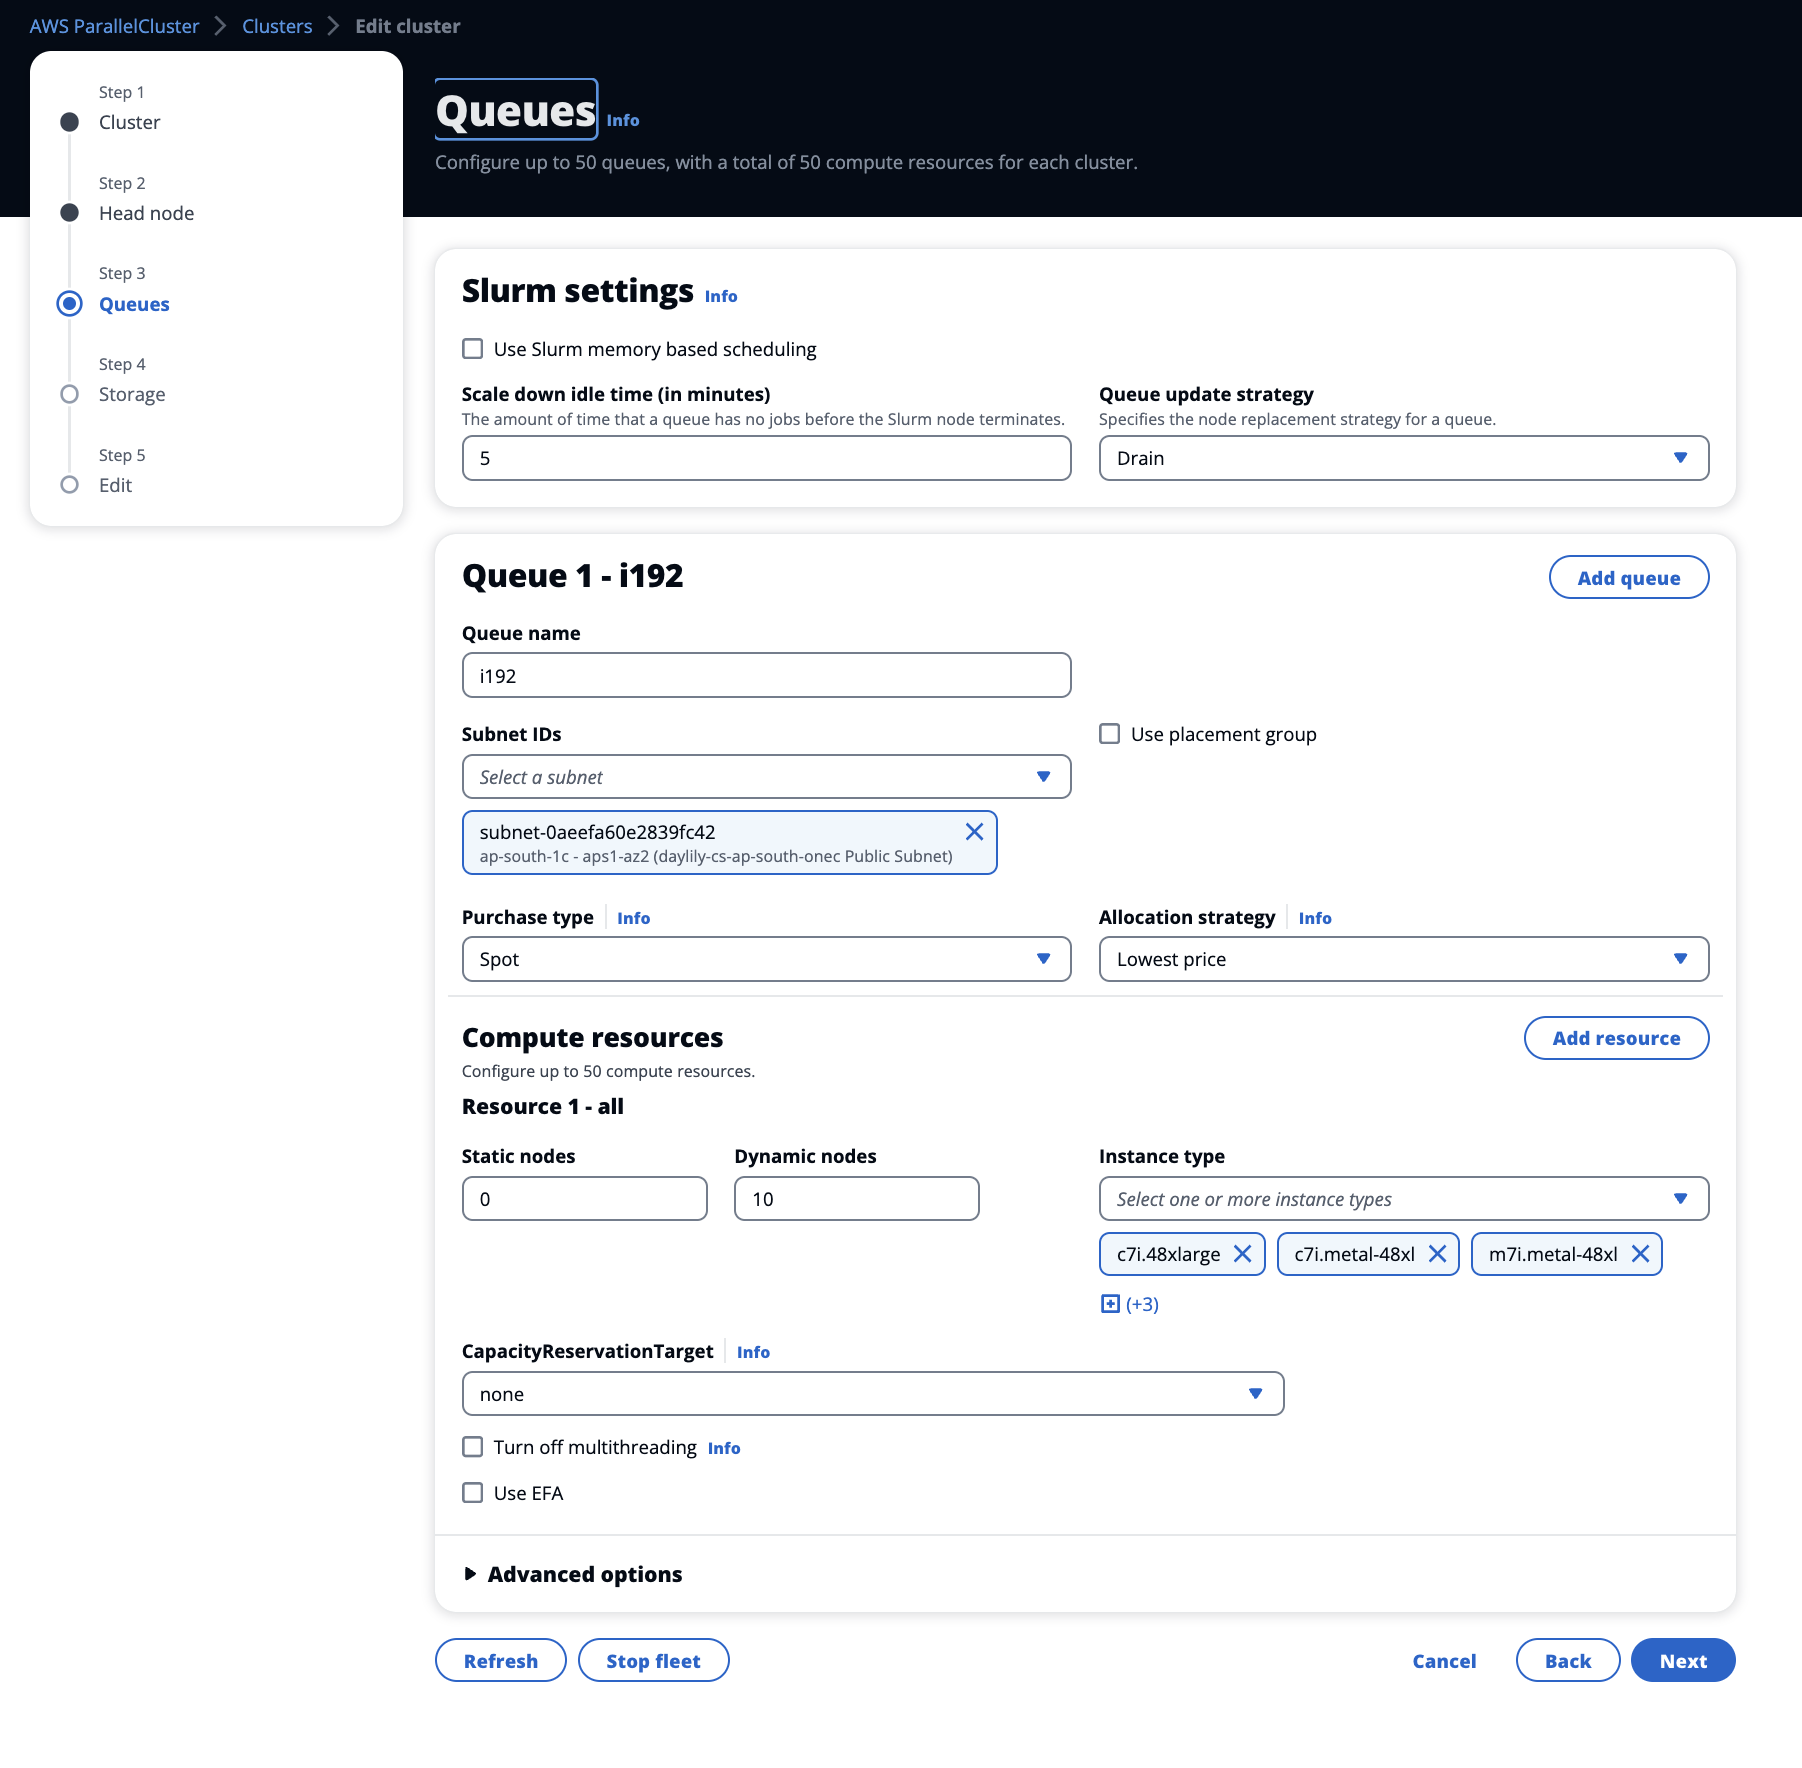 AWS ParallelCluster > Clusters > Edit cluster
Step 1
Cluster
Step 2
Head node
Step 3
Queues
Step 4
Storage
Step 5
Edit
Queues Info
Configure up to 50 queues, with a total of 50 compute resources for each cluster.
Slurm settings Info
Use Slurm memory based scheduling
Scale down idle time (in minutes)
The amount of time that a queue has no jobs before the Slurm node terminates.
5
Queue update strategy
Specifies the node replacement strategy for a queue.
Drain
Queue 1 - i192
Add queue
Queue name
i192
Subnet IDs
Select a subnet
subnet-0aeefa60e2839fc42
ap-south-1c - aps1-az2 (daylily-cs-ap-south-onec Public Subnet)
Use placement group
Purchase type Info
Spot
Allocation strategy Info
Lowest price
Compute resources
Add resource
Configure up to 50 compute resources.
Resource 1 - all
Static nodes
0
Dynamic nodes
10
Instance type
Select one or more instance types
c7i.48xlarge
c7i.metal-48xl
m7i.metal-48xl
(+3)
CapacityReservationTarget Info
none
Turn off multithreading Info
Use EFA
Advanced options
Refresh
Stop fleet
Cancel
Back
Next